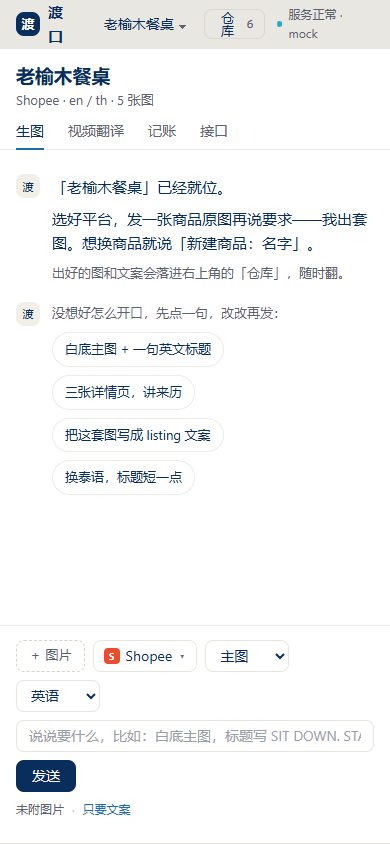 渡
渡口
老榆木餐桌
仓库 6
服务正常 · mock
老榆木餐桌
Shopee · en / th · 5 张图
生图 视频翻译 记账 接口
渡
「老榆木餐桌」已经就位。
选好平台，发一张商品原图再说要求——我出套
图。想换商品就说「新建商品：名字」。
出好的图和文案会落进右上角的「仓库」，随时翻。
渡
没想好怎么开口，先点一句，改改再发：
白底主图 + 一句英文标题
三张详情页，讲来历
把这套图写成 listing 文案
换泰语，标题短一点
+ 图片
S Shopee
主图
英语
说说要什么，比如：白底主图，标题写 SIT DOWN. STA
发送
未附图片 · 只要文案